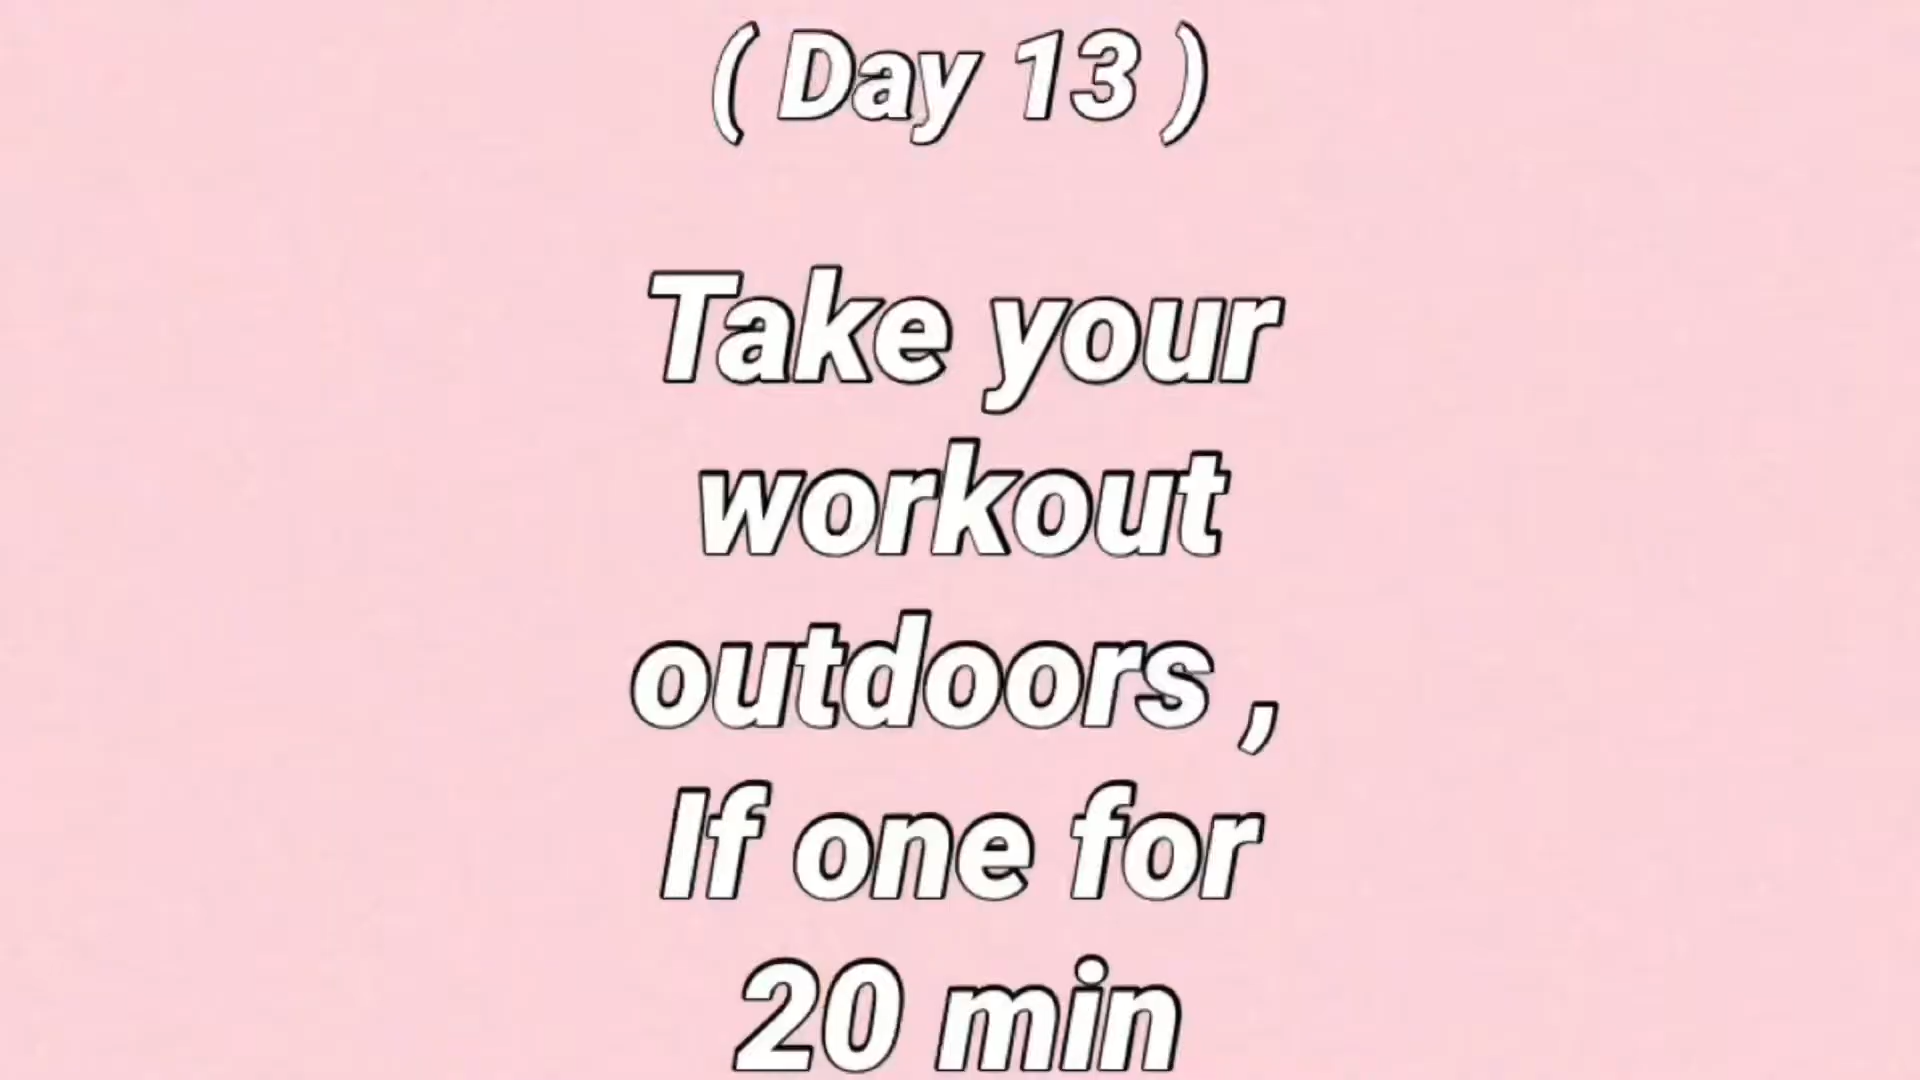 ( Day 13 )
Take your
workout
outdoors ,
If one for
20 min